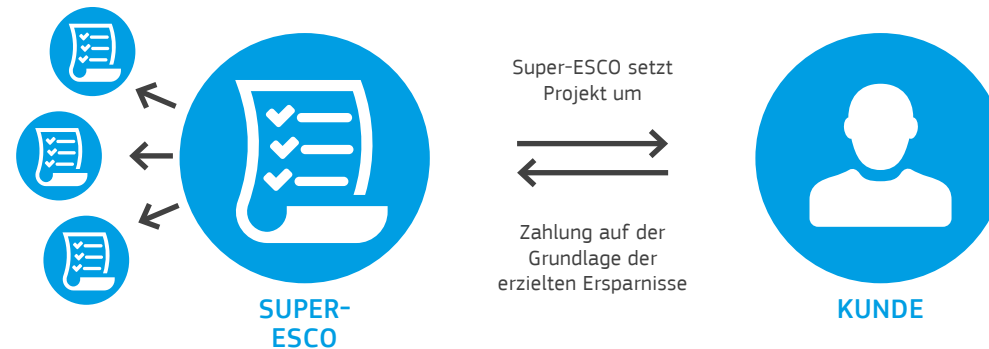 Super-ESCO setzt
Projekt um
Zahlung auf der
Grundlage der
erzielten Ersparnisse
SUPER-
ESCO
KUNDE